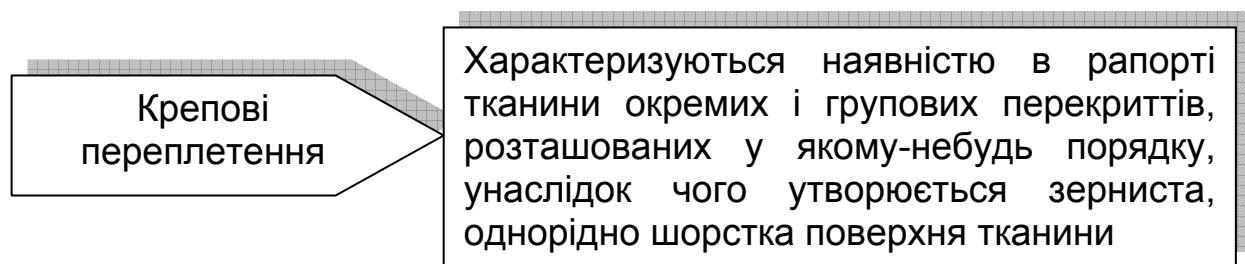 Крепові
переплетення
Характеризуються наявністю в рапорті
тканини окремих і групових перекриттів,
розташованих у якому-небудь порядку,
унаслідок чого утворюється зерниста,
однорідно шорстка поверхня тканини